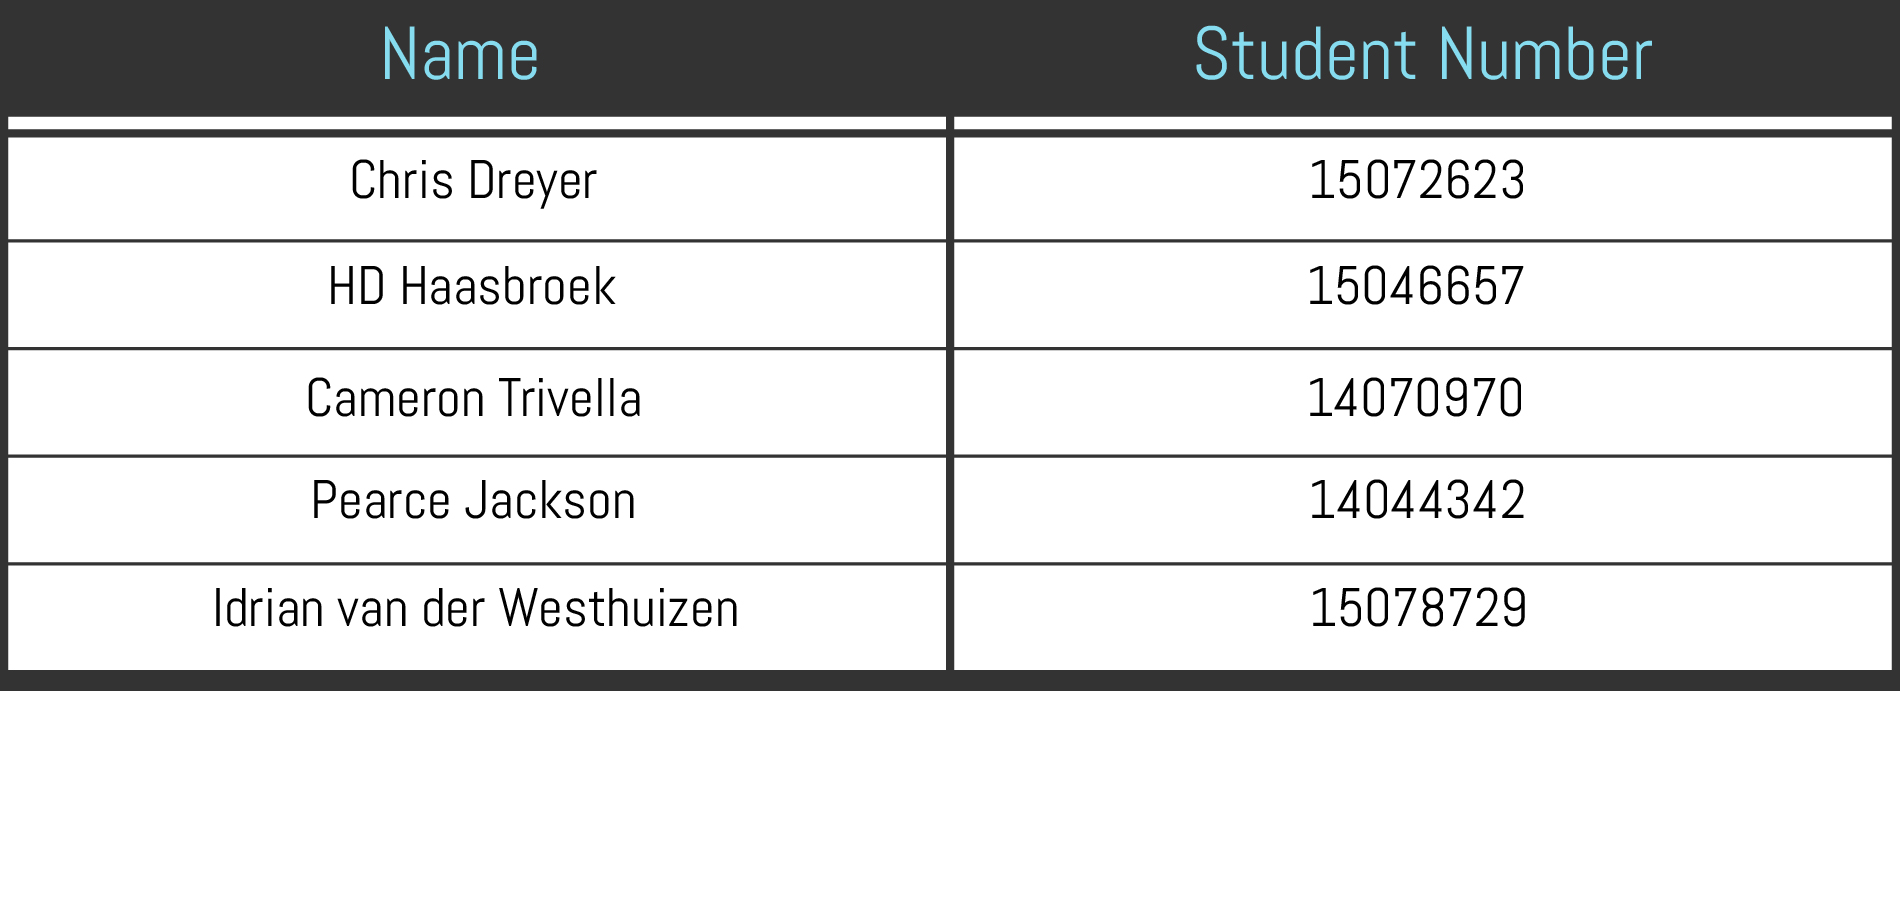 Name Student Number
Chris Dreyer 15072623
HD Haasbroek 15046657
Cameron Trivella 14070970
Pearce Jackson 14044342
Idrian van der Westhuizen 15078729